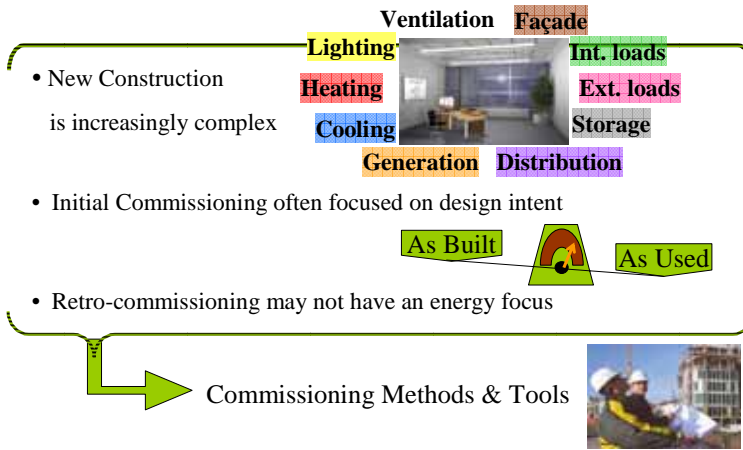 Ventilation Façade
Lighting Int. loads
• New Construction
Heating Ext. loads
is increasingly complex
Cooling Storage
Generation Distribution
• Initial Commissioning often focused on design intent
As Built As Used
• Retro-commissioning may not have an energy focus
Commissioning Methods & Tools